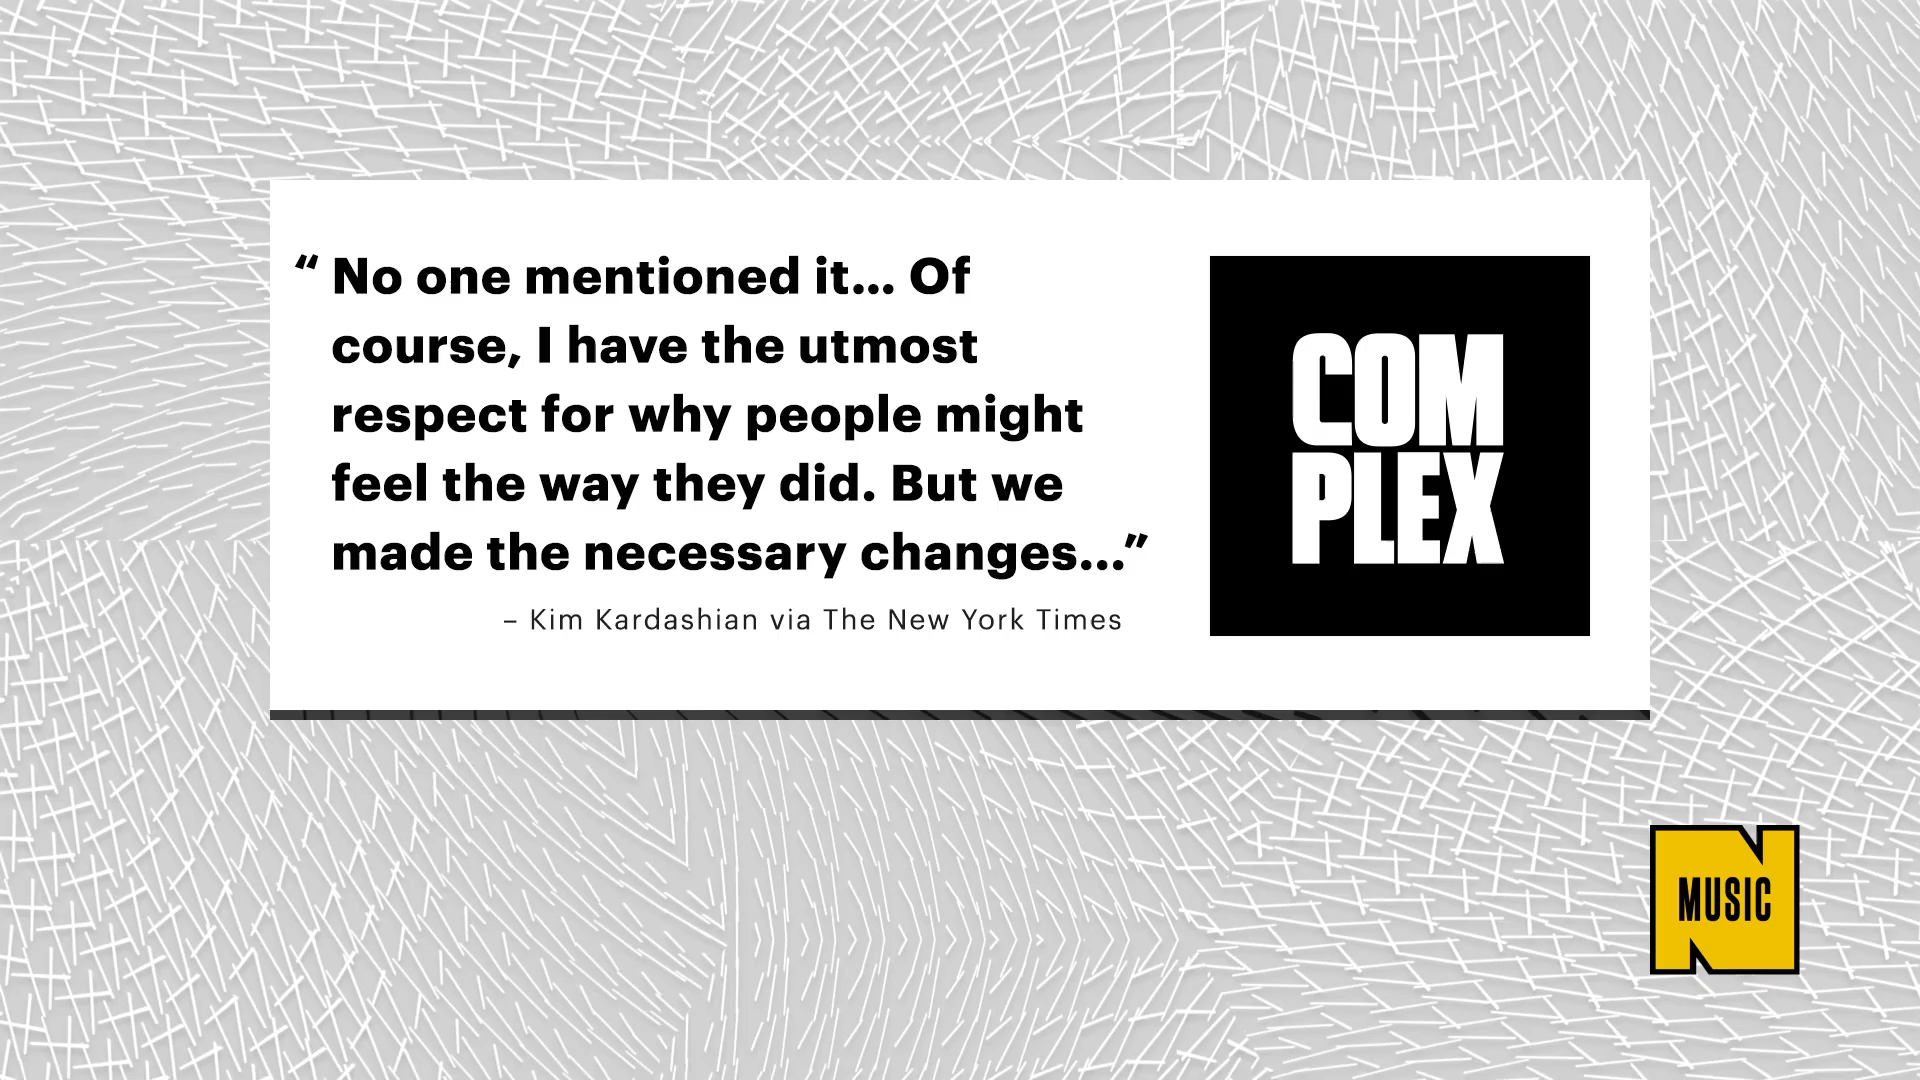 “ No one mentioned it... Of
course, I have the utmost
respect for why people might
feel the way they did. But we
made the necessary changes...”
– Kim Kardashian via The New York Times
COM
PLEX
MUSIC